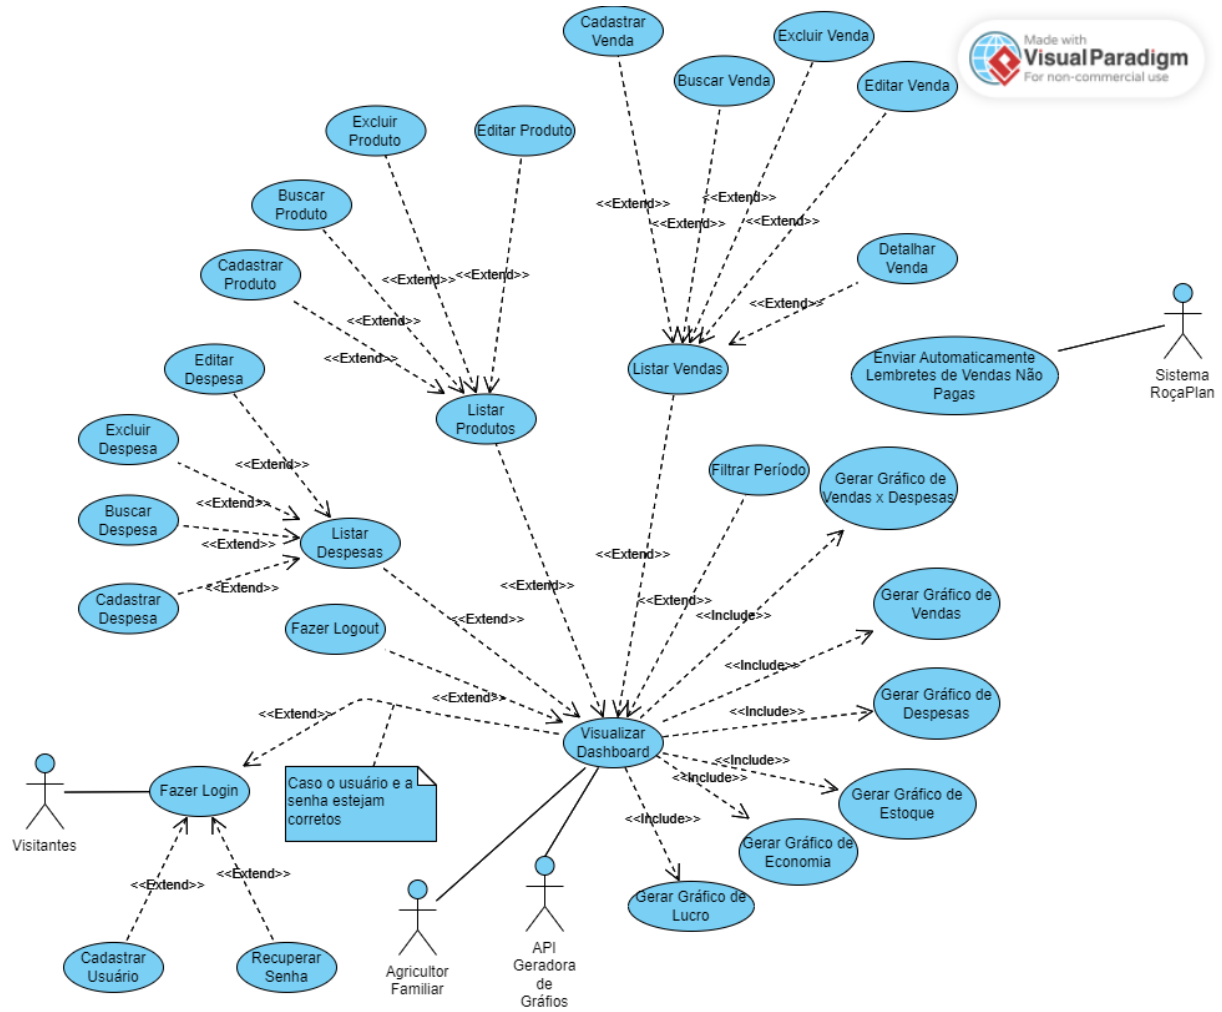 Cadastrar
Venda
Excluir Venda
Made with
Visual Paradigm
For non-commercial use
Buscar Venda
Editar Venda
Excluir
Produto
Editar Produto
Buscar
Produto
<<Extend>>
<<Extend>>
<<Extend>>
<<Extend>>
Detalhar
Venda
Cadastrar
Produto
<<Extend>>
<<Extend>>
<<Extend>>
<<Extend>>
<<Extend>>
Editar
Despesa
Listar Vendas
Enviar Automaticamente
Lembretes de Vendas Não
Pagas
Sistema
RoçaPlan
Listar
Produtos
Excluir
Despesa
<<Extend>>
Filtrar Período
Gerar Gráfico de
Vendas x Despesas
<<Extend>>
Buscar
Despesa
<<Extend>>
Listar
Despesas
<<Extend>>
<<Extend>>
<<Extend>>
Cadastrar
Despesa
<<Extend>>
<<Extend>>
<<Include>>
Gerar Gráfico de
Vendas
Fazer Logout
<<Extend>>
<<Include>>
<<Extend>>
<<Extend>>
<<Include>>
Gerar Gráfico de
Despesas
Visualizar
Dashboard
<<Include>>
<<Include>>
Caso o usuário e a
senha estejam
corretos
Fazer Login
Visitantes
Gerar Gráfico de
Estoque
<<Include>>
Gerar Gráfico de
Economia
<<Extend>>
<<Extend>>
Gerar Gráfico de
Lucro
Cadastrar
Usuário
Recuperar
Senha
Agricultor
Familiar
API
Geradora
de
Gráfios